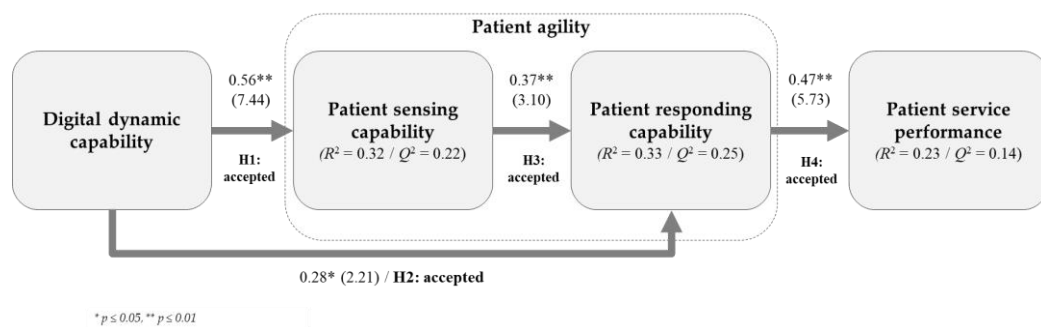 Patient agility
0.56**
(7.44)
0.37**
(3.10)
0.47**
(5.73)
Digital dynamic
capability
Patient sensing
capability
(R² = 0.32 / Q² = 0.22)
Patient responding
capability
(R² = 0.33 / Q² = 0.25)
Patient service
performance
(R² = 0.23 / Q² = 0.14)
H1:
accepted
H3:
accepted
H4:
accepted
0.28* (2.21) / H2: accepted
* p ≤ 0.05, ** p ≤ 0.01